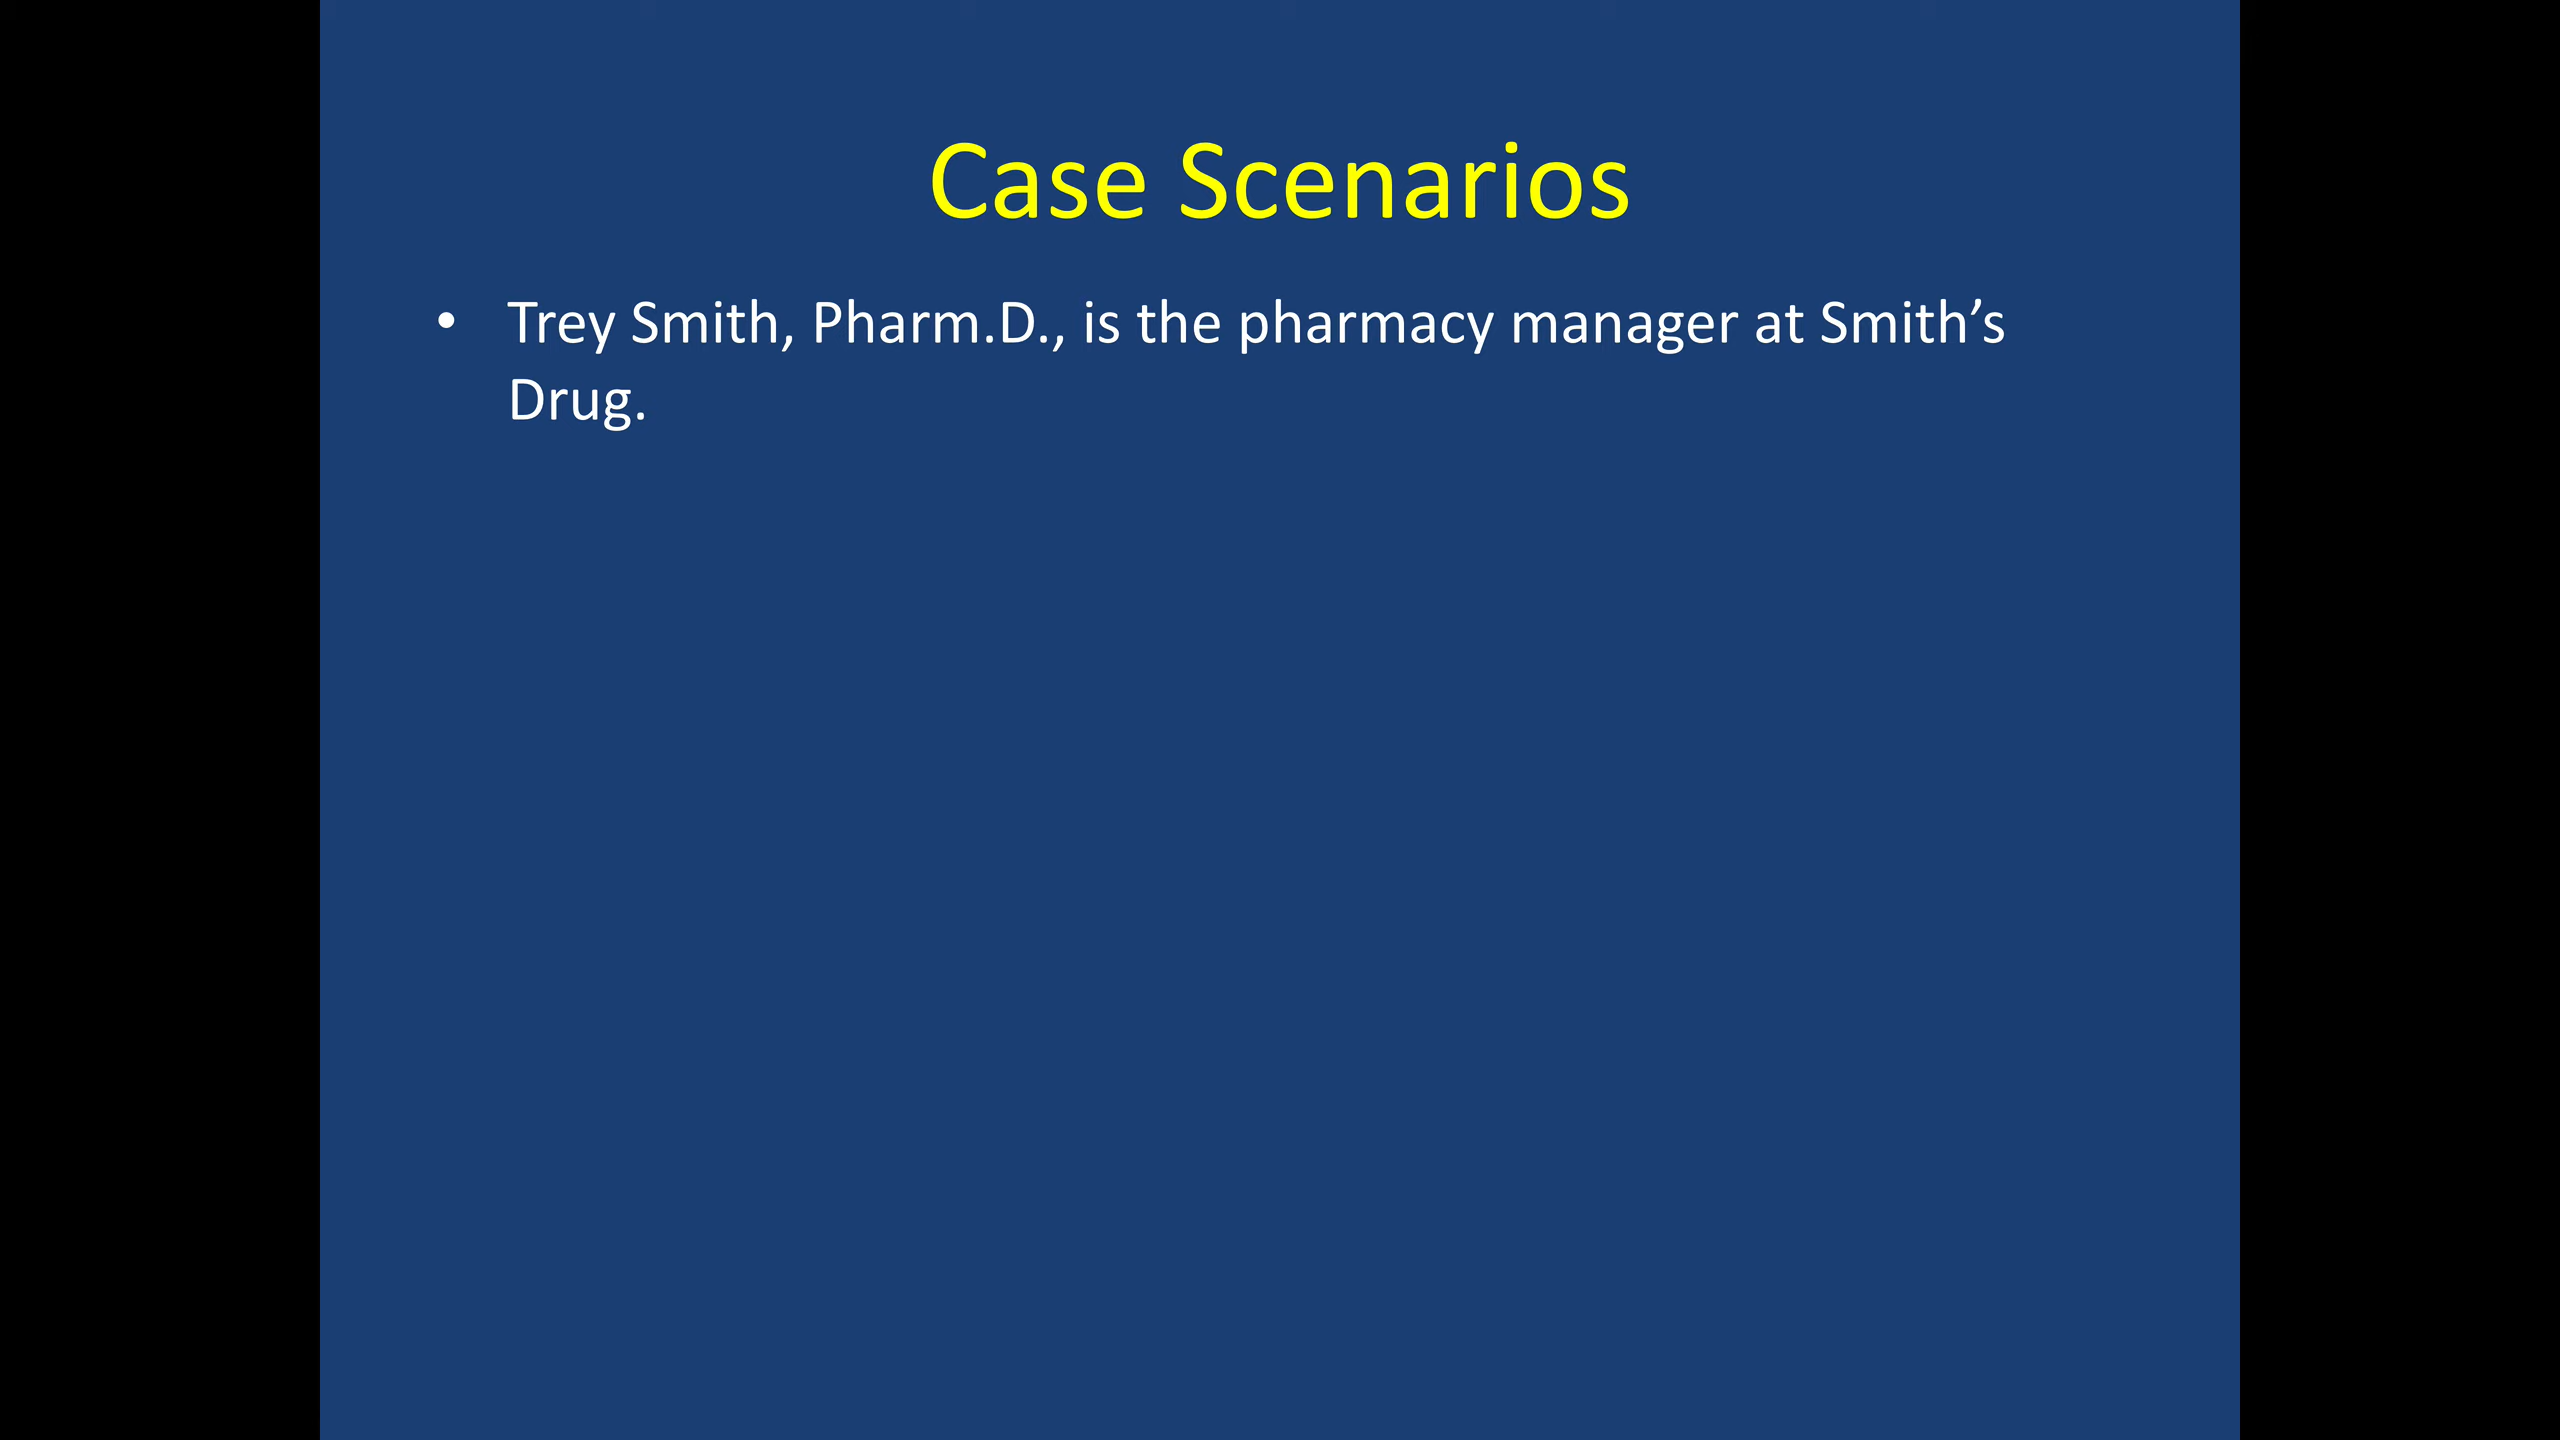 Case Scenarios
• Trey Smith, Pharm.D., is the pharmacy manager at Smith’s
Drug.